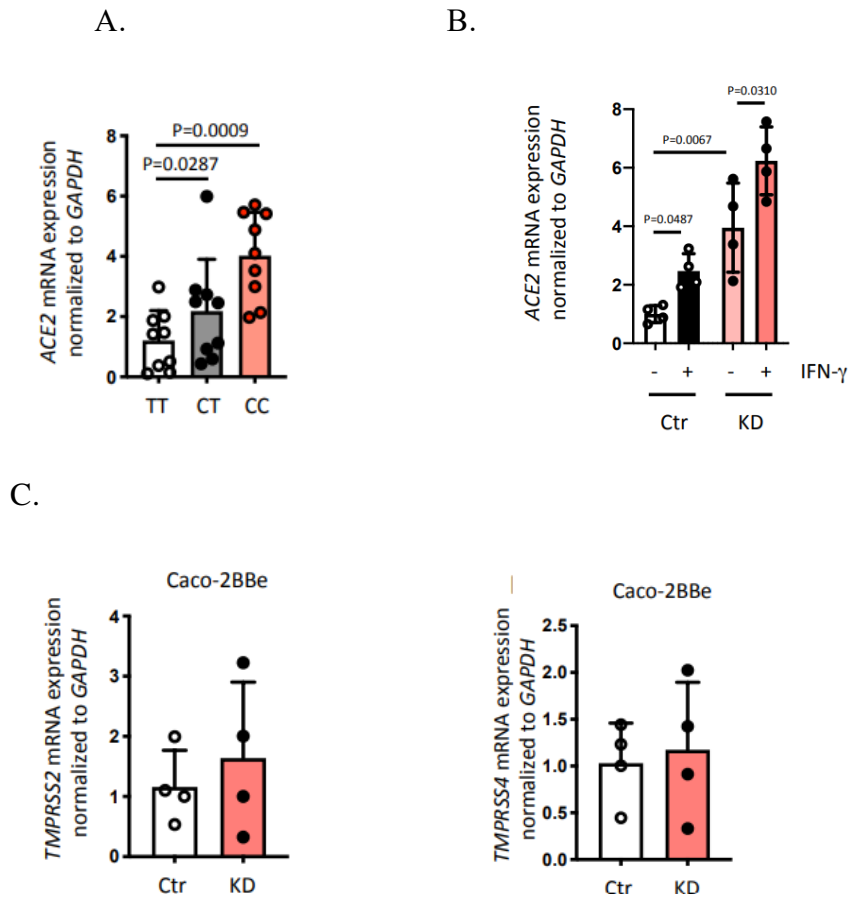 A.
B.
P=0.0009
P=0.0287
ACE2 mRNA expression
normalized to GAPDH
8
6
4
2
0
TT CT CC
P=0.0310
P=0.0067
P=0.0487
ACE2 mRNA expression
normalized to GAPDH
8
6
4
2
0
- + - + IFN-γ
Ctr KD
C.
Caco-2BBe
TMPRSS2 mRNA expression
normalized to GAPDH
4
3
2
1
0
Ctr KD
Caco-2BBe
TMPRSS4 mRNA expression
normalized to GAPDH
2.5
2.0
1.5
1.0
0.5
0.0
Ctr KD